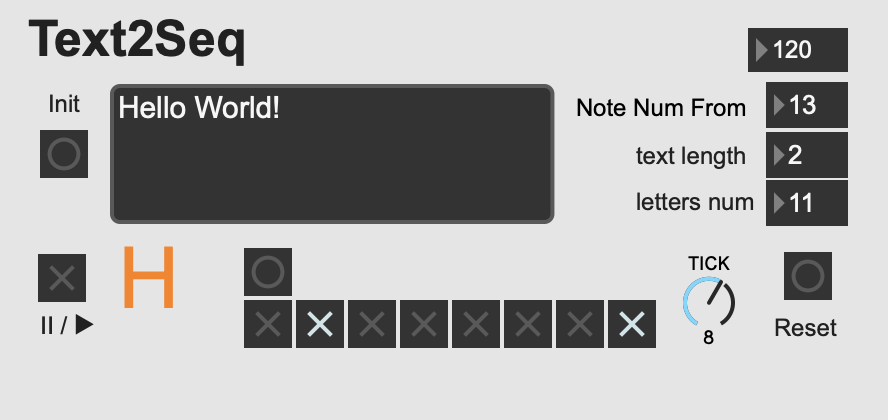 Text2Seq
120
Init
Hello World!
Note Num From
13
text length
2
letters num
11
H
TICK
8
II / ▶
Reset